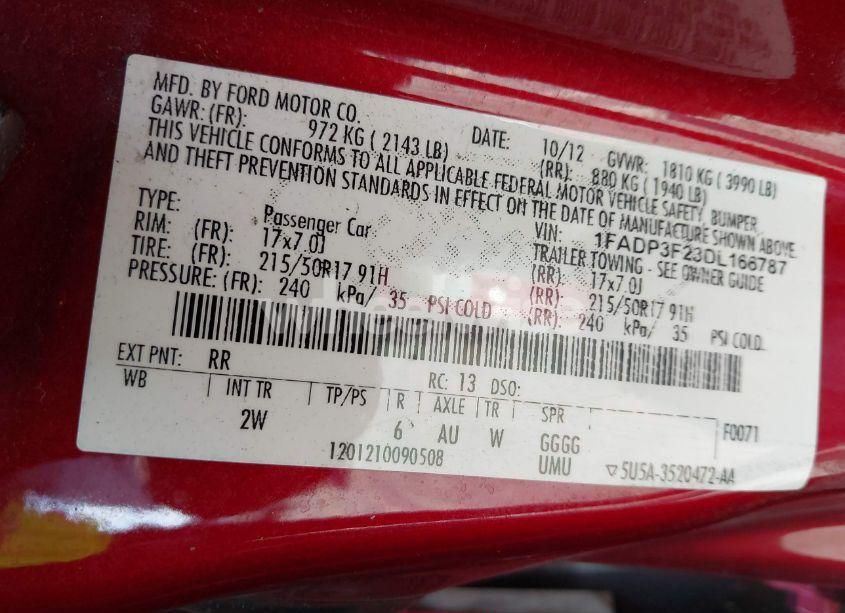 MFD. BY FORD MOTOR CO. DATE: 10/12 GVWR: 1810 KG ( 3990 LB)
GAWR: (FR): 972 KG ( 2143 LB) (RR): 880 KG ( 1940 LB)
THIS VEHICLE CONFORMS TO ALL APPLICABLE FEDERAL MOTOR VEHICLE SAFETY, BUMPER,
AND THEFT PREVENTION STANDARDS IN EFFECT ON THE DATE OF MANUFACTURE SHOWN ABOVE.
VIN: 1FADP3F23DL166787
TYPE: Passenger Car TRAILER TOWING - SEE OWNER GUIDE
RIM: (FR): 17x7.0J (RR): 17x7.0J
TIRE: (FR): 215/50R17 91H (RR): 215/50R17 91H
PRESSURE: (FR): 240 kPa/ 35 PSI COLD (RR): 240 kPa/ 35 PSI COLD
EXT PNT: RR RC: 13 DSO:
WB INT TR TP/PS R AXLE TR SPR
2W 6 AU W GGGG F0071
1201210090508 UMU ▽5U5A-3520472-AA